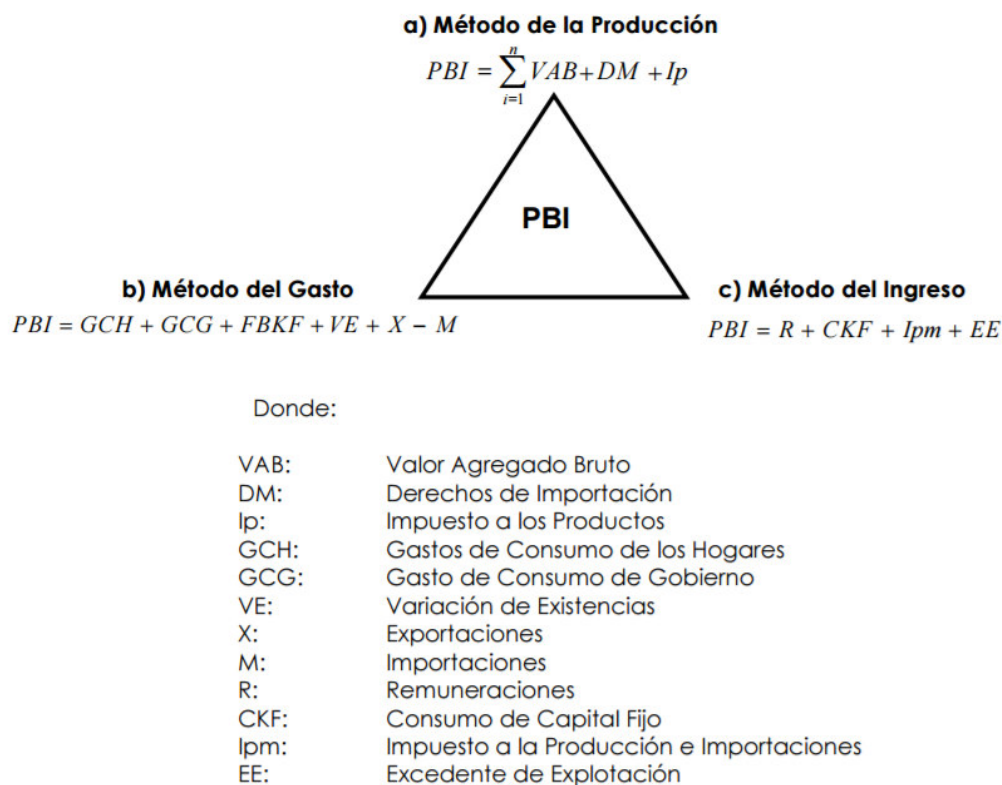 a) Método de la Producción
PBI = \sum_{i=1}^{n} VAB + DM + Ip
PBI
b) Método del Gasto
PBI = GCH + GCG + FBKF + VE + X − M
c) Método del Ingreso
PBI = R + CKF + Ipm + EE
Donde:
VAB: Valor Agregado Bruto
DM: Derechos de Importación
Ip: Impuesto a los Productos
GCH: Gastos de Consumo de los Hogares
GCG: Gasto de Consumo de Gobierno
VE: Variación de Existencias
X: Exportaciones
M: Importaciones
R: Remuneraciones
CKF: Consumo de Capital Fijo
Ipm: Impuesto a la Producción e Importaciones
EE: Excedente de Explotación